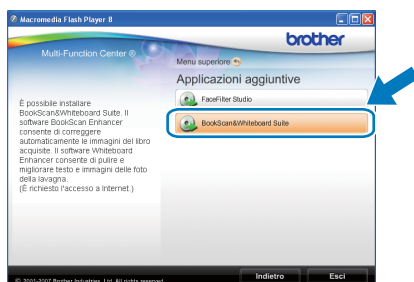 Macromedia Flash Player 8
brother
Multi-Function Center ®
Menu superiore
Applicazioni aggiuntive
FaceFilter Studio
BookScan&Whiteboard Suite
È possibile installare
BookScan&Whiteboard Suite. Il
software BookScan Enhancer
consente di correggere
automaticamente le immagini del libro
acquisite. Il software Whiteboard
Enhancer consente di pulire e
migliorare testo e immagini delle foto
della lavagna.
(È richiesto l'accesso a internet.)
© 2001-2007 Brother Industries, Ltd. All rights reserved.
Indietro
Esci